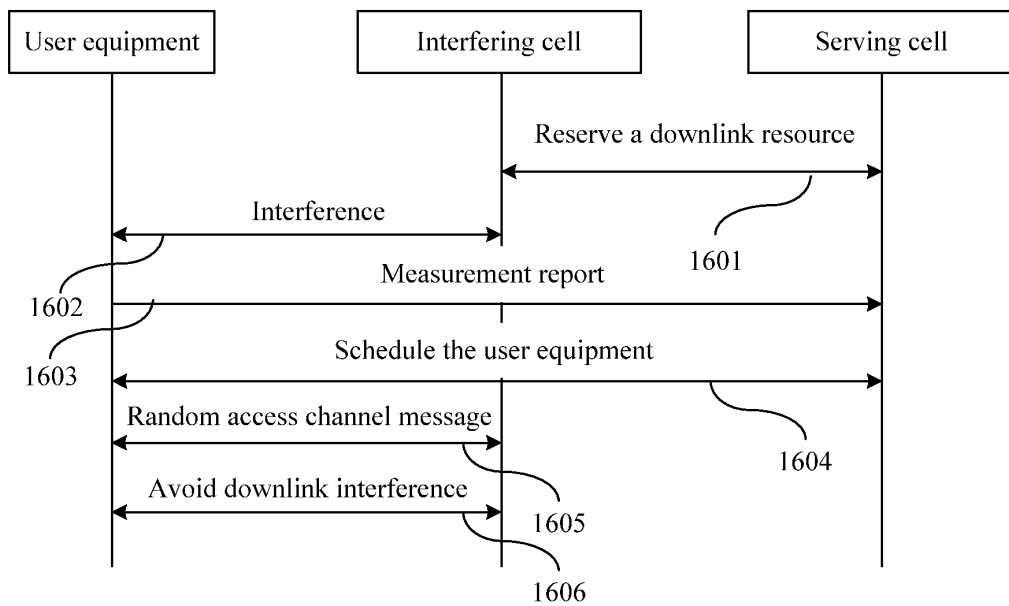 User equipment
Interfering cell
Serving cell
Reserve a downlink resource
Interference
1601
Measurement report
1602
Schedule the user equipment
1603
Random access channel message
1604
Avoid downlink interference
1605
1606